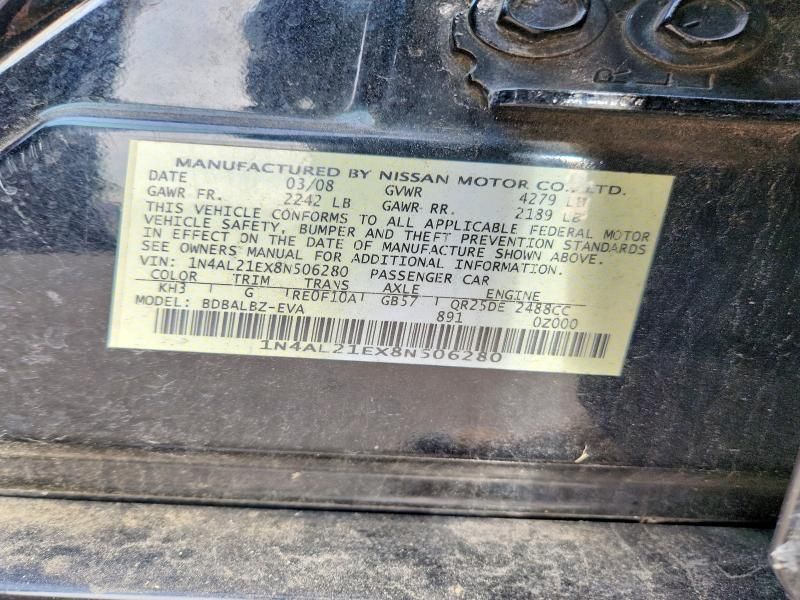 MANUFACTURED BY NISSAN MOTOR CO., LTD.
DATE 03/08 GVWR 4279 LB
GAWR FR. 2242 LB GAWR RR. 2189 LB
THIS VEHICLE CONFORMS TO ALL APPLICABLE FEDERAL MOTOR
VEHICLE SAFETY, BUMPER AND THEFT PREVENTION STANDARDS
IN EFFECT ON THE DATE OF MANUFACTURE SHOWN ABOVE.
SEE OWNERS MANUAL FOR ADDITIONAL INFORMATION.
VIN: 1N4AL21EX8N506280 PASSENGER CAR
COLOR TRIM TRANS AXLE ENGINE
KH3 G RE0F10A GB57 QR25DE 2488CC
MODEL: BDBALBZ-EVA 891 0Z000
1N4AL21EX8N506280